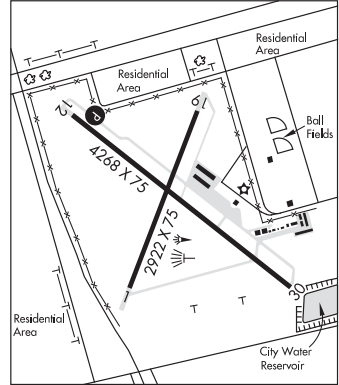 Residential
Area
Residential
Area
12
P
19
Ball
Fields
4268 X 75
2922 X 75
1
30
Residential
Area
City Water
Reservoir